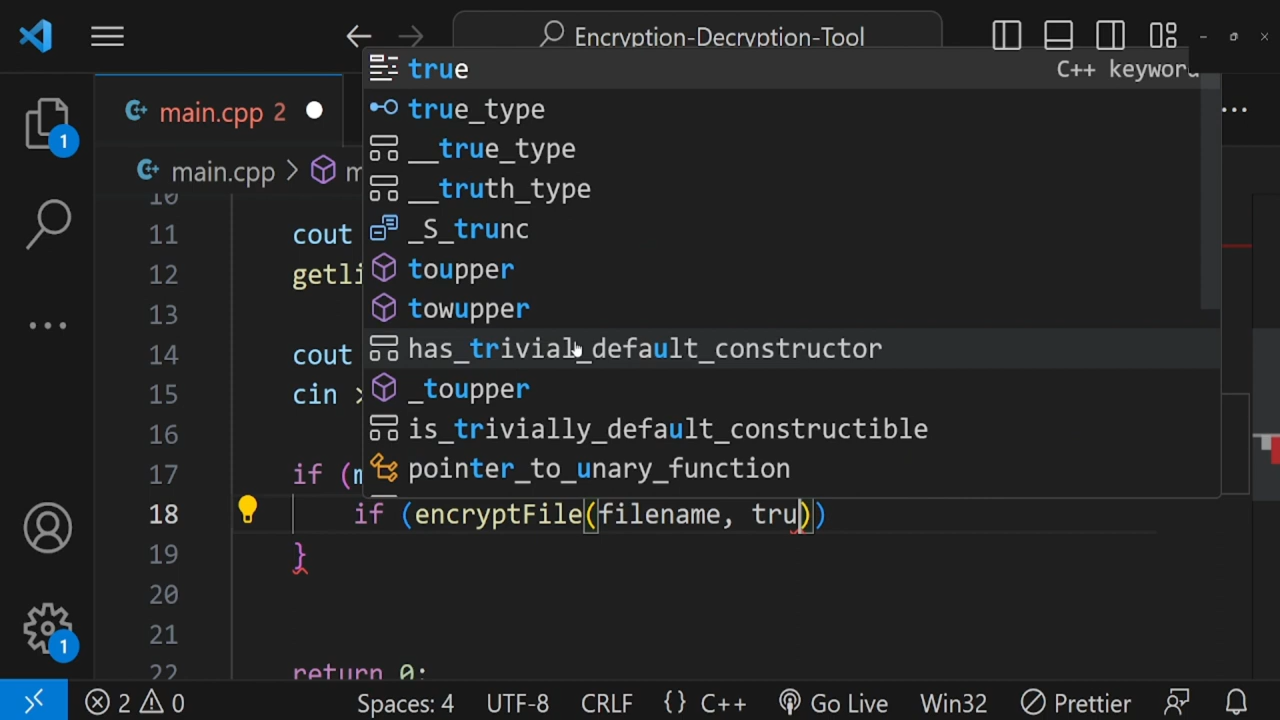 Encryption-Decryption-Tool
main.cpp 2
true C++ keyword
true_type
__true_type
__truth_type
_S_trunc
toupper
towupper
has_trivial_default_constructor
_toupper
is_trivially_default_constructible
pointer_to_unary_function
...
1
main.cpp > m
10
11 cout
12 getli
13
14 cout
15 cin >
16
17 if (m
18 if (encryptFile(filename, tru))
19 }
20
21
22 return 0;
1
2 0 Spaces: 4 UTF-8 CRLF {} C++ Go Live Win32 Prettier